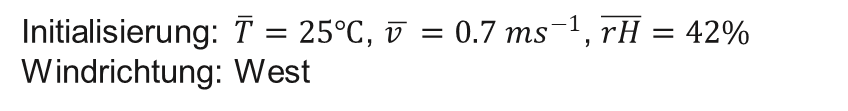 Initialisierung: T̅ = 25°C, v̅ = 0.7 ms⁻¹, r̅H̅ = 42%
Windrichtung: West